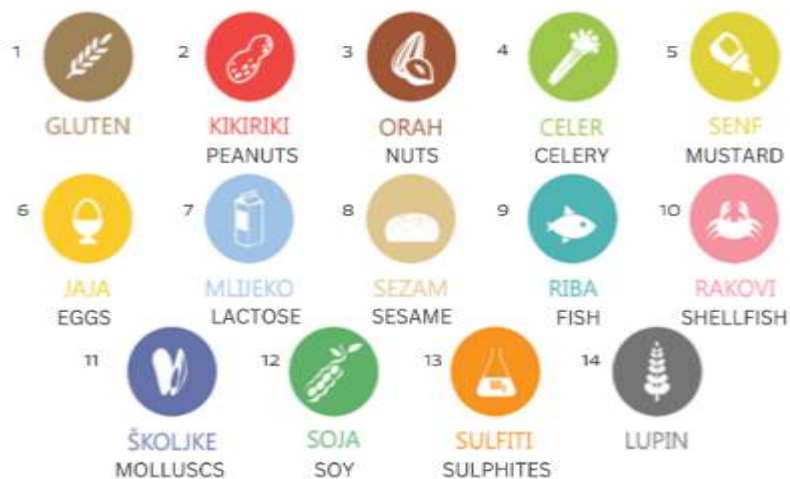 1 2 3 4 5
GLUTEN KIKIRIKI ORAH CELER SENF
PEANUTS NUTS CELERY MUSTARD
6 7 8 9 10
JAJA MLIJEKO SEZAM RIBA RAKOVI
EGGS LACTOSE SESAME FISH SHELLFISH
11 12 13 14
ŠKOLJKE SOJA SULFITI LUPIN
MOLLUSCS SOY SULPHITES